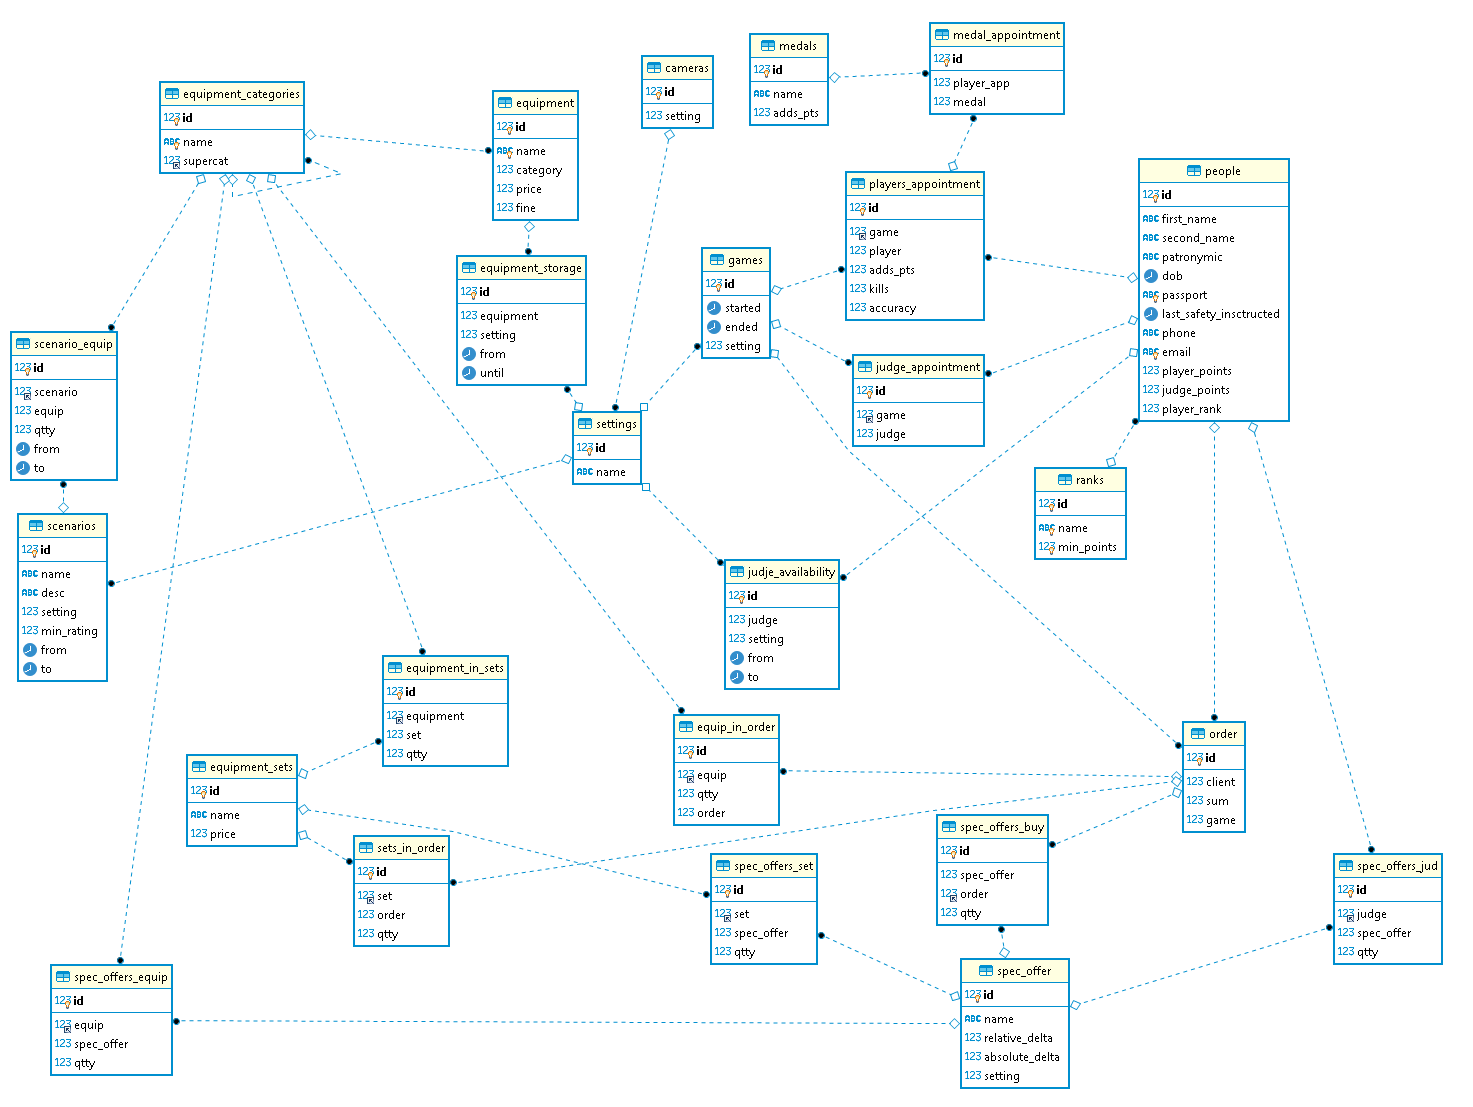 equipment_categories
123 id
ABC name
123 supercat
equipment
123 id
ABC name
123 category
123 price
123 fine
cameras
123 id
123 setting
medals
123 id
ABC name
123 adds_pts
medal_appointment
123 id
123 player_app
123 medal
players_appointment
123 id
123 game
123 player
123 adds_pts
123 kills
123 accuracy
people
123 id
ABC first_name
ABC second_name
ABC patronymic
dob
ABC passport
last_safety_insctructed
ABC phone
ABC email
123 player_points
123 judge_points
123 player_rank
equipment_storage
123 id
123 equipment
123 setting
from
until
games
123 id
started
ended
123 setting
judge_appointment
123 id
123 game
123 judge
scenario_equip
123 id
123 scenario
123 equip
123 qtty
from
to
settings
123 id
ABC name
ranks
123 id
ABC name
123 min_points
scenarios
123 id
ABC name
ABC desc
123 setting
123 min_rating
from
to
judje_availability
123 id
123 judge
123 setting
from
to
equipment_in_sets
123 id
123 equipment
123 set
123 qtty
equip_in_order
123 id
123 equip
123 qtty
123 order
order
123 id
123 client
123 sum
123 game
equipment_sets
123 id
ABC name
123 price
sets_in_order
123 id
123 set
123 order
123 qtty
spec_offers_set
123 id
123 set
123 spec_offer
123 qtty
spec_offers_buy
123 id
123 spec_offer
123 order
123 qtty
spec_offers_jud
123 id
123 judge
123 spec_offer
123 qtty
spec_offers_equip
123 id
123 equip
123 spec_offer
123 qtty
spec_offer
123 id
ABC name
123 relative_delta
123 absolute_delta
123 setting